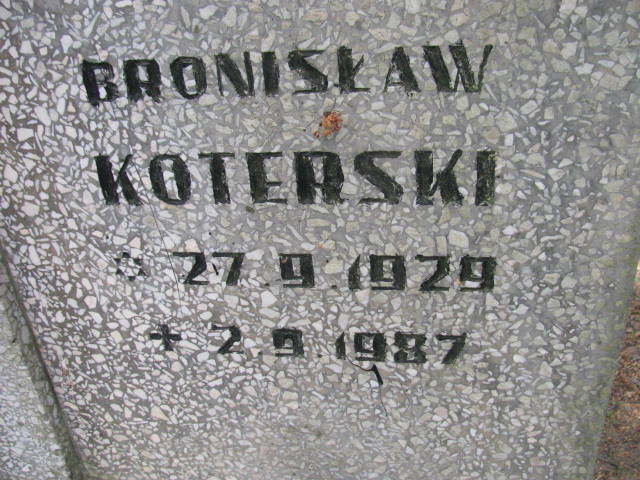 BRONISŁAW
KOTERSKI
* 27.9.1929
+ 2.9.1987